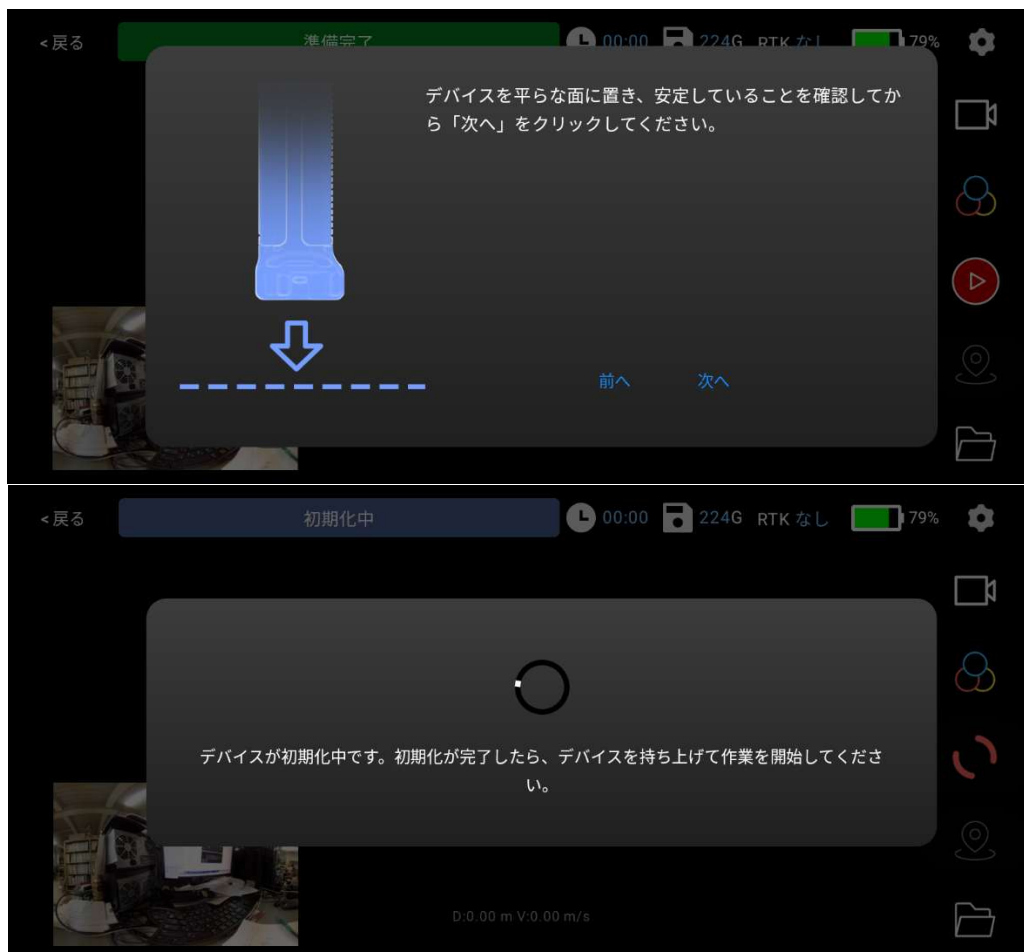 <戻る
準備完了
00:00
224G
RTK なし
79%
デバイスを平らな面に置き、安定していることを確認してか
ら「次へ」をクリックしてください。
前へ
次へ
<戻る
初期化中
00:00
224G
RTK なし
79%
デバイスが初期化中です。初期化が完了したら、デバイスを持ち上げて作業を開始してくださ
い。
D:0.00 m V:0.00 m/s